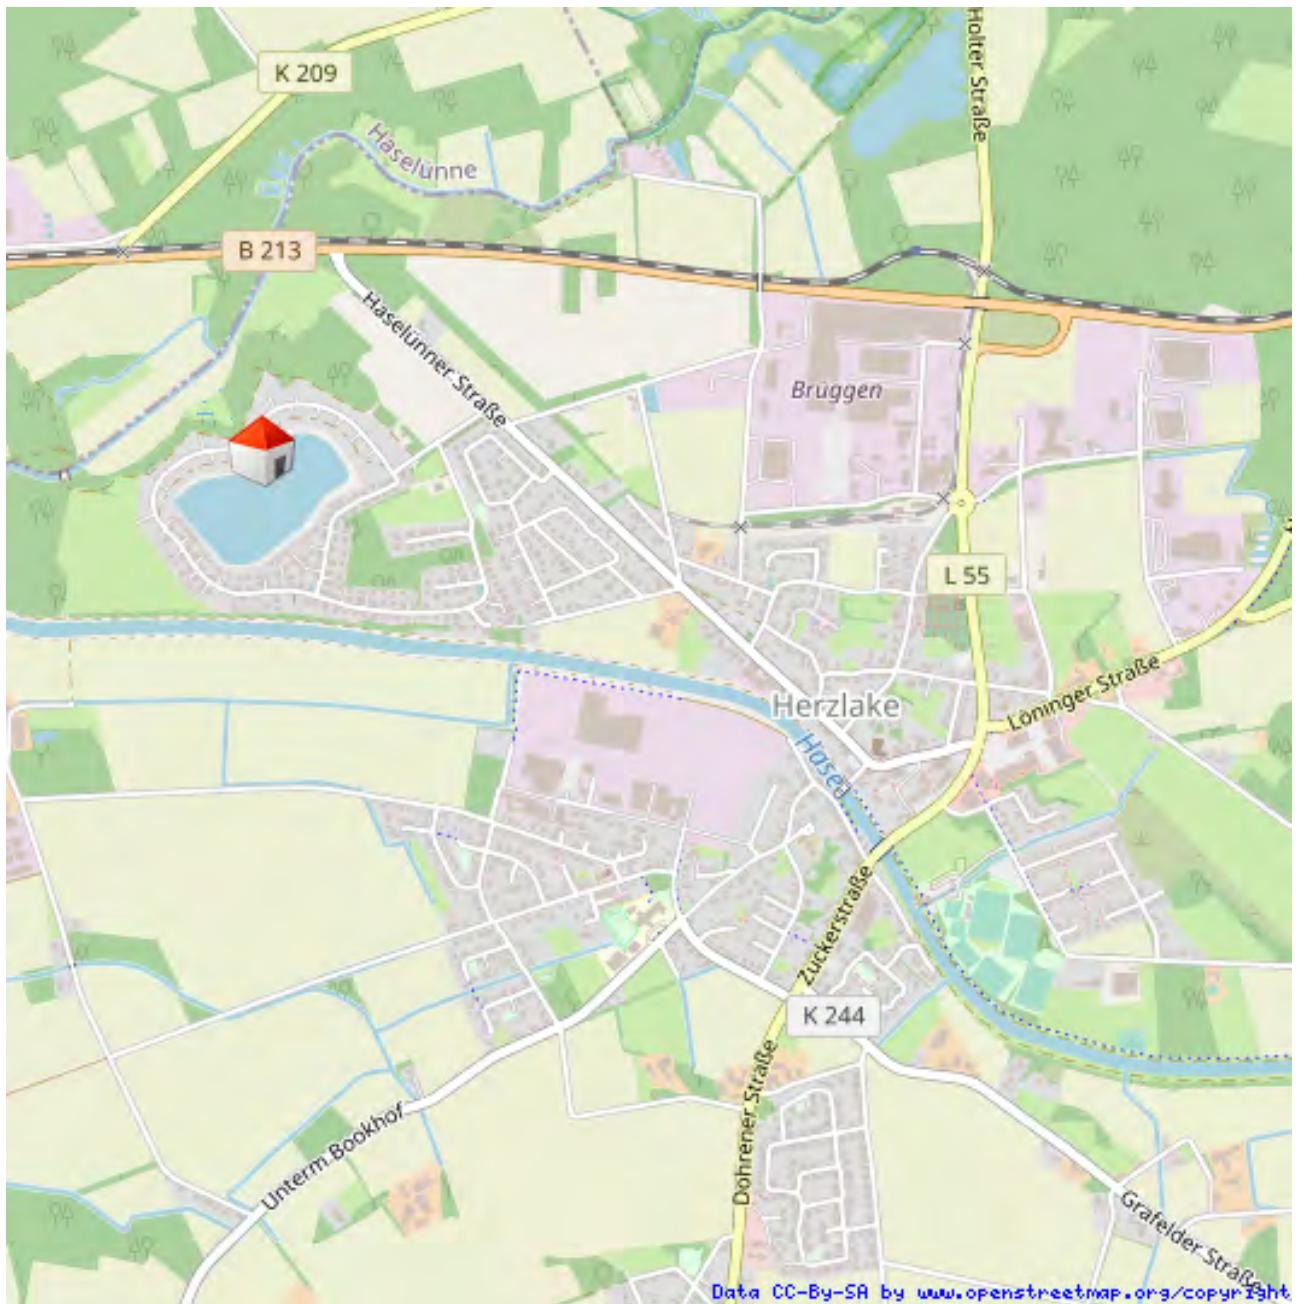 Holter Straße
K 209
Haselünne
B 213
Haselünner Straße
Brüggen
L 55
Löninger Straße
Herzlake
Hase
Zuckerstraße
K 244
Dohrener Straße
Unterm Bookhof
Grafelder Straße
Data CC-By-SA by www.openstreetmap.org/copyright